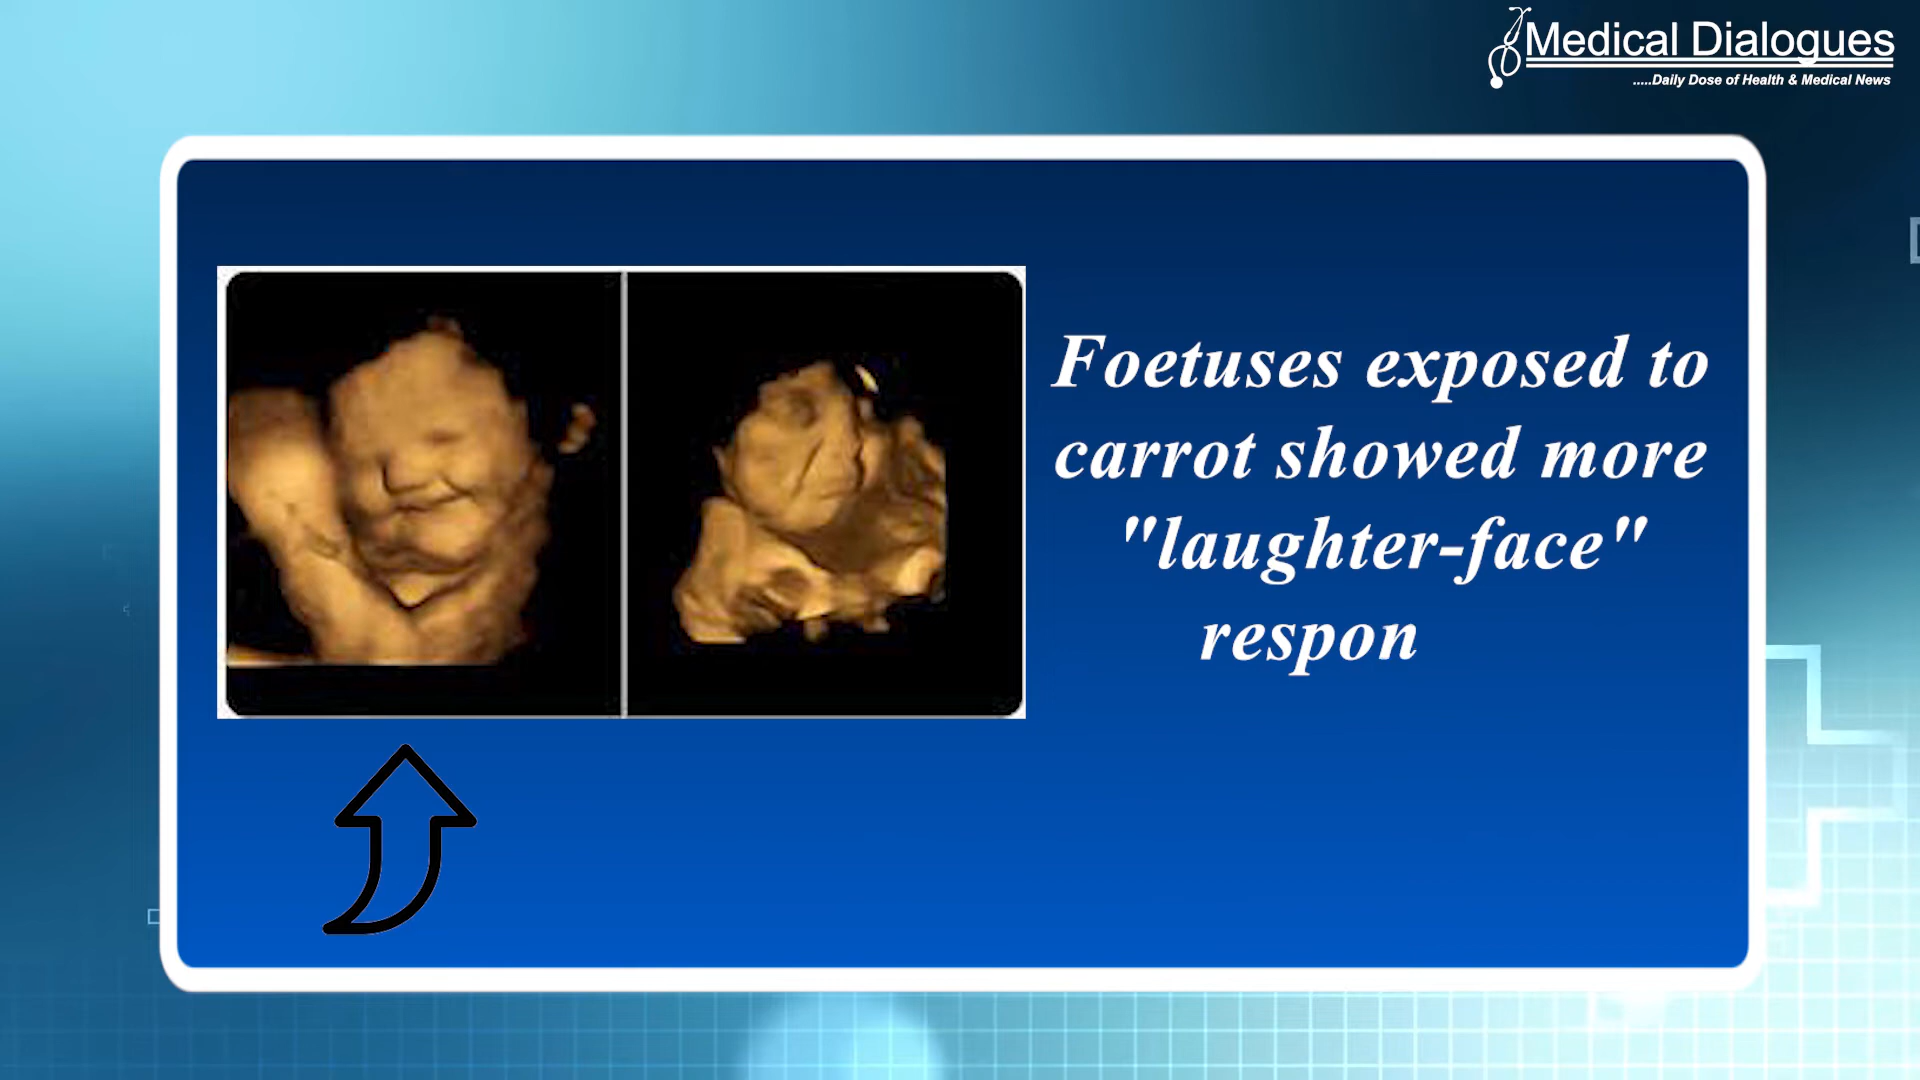 Medical Dialogues
.....Daily Dose of Health & Medical News
Foetuses exposed to
carrot showed more
"laughter-face"
respon